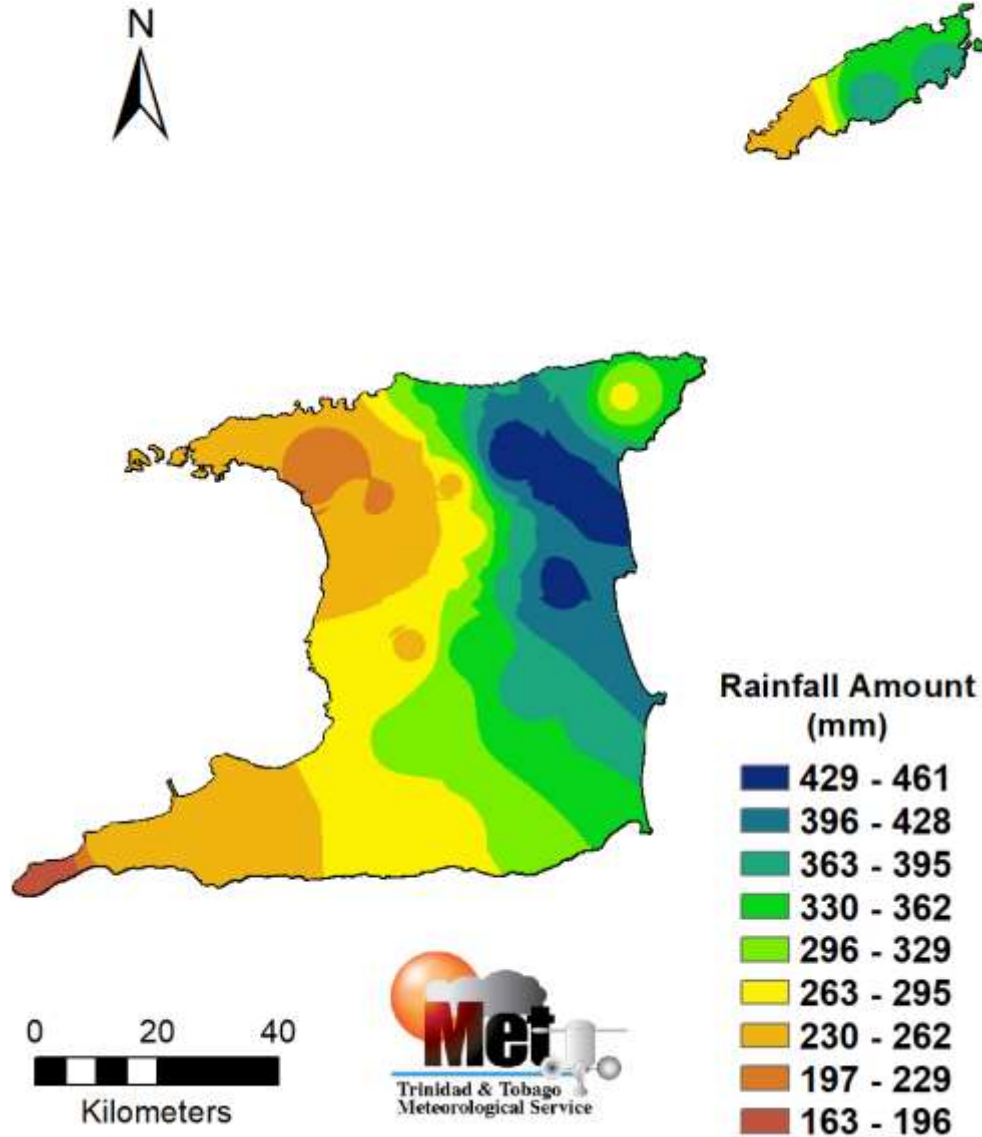 N
Rainfall Amount
(mm)
429 - 461
396 - 428
363 - 395
330 - 362
296 - 329
263 - 295
230 - 262
197 - 229
163 - 196
0 20 40
Kilometers
Met
Trinidad & Tobago
Meteorological Service